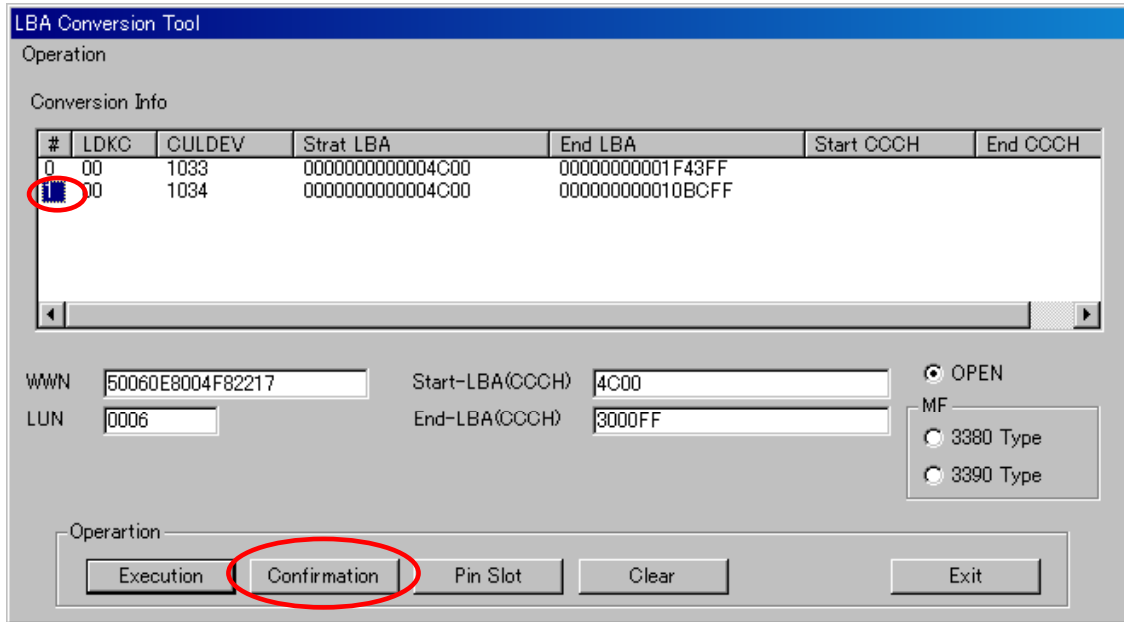 LBA Conversion Tool
Operation
Conversion Info
# LDKC CULDEV Strat LBA End LBA Start CCCH End CCCH
0 00 1033 0000000000004C00 00000000001F43FF
1 00 1034 0000000000004C00 000000000010BCFF
WWN 50060E8004F82217 Start-LBA(CCCH) 4C00 OPEN
LUN 0006 End-LBA(CCCH) 3000FF MF
3380 Type
3390 Type
Operartion
Execution Confirmation Pin Slot Clear Exit